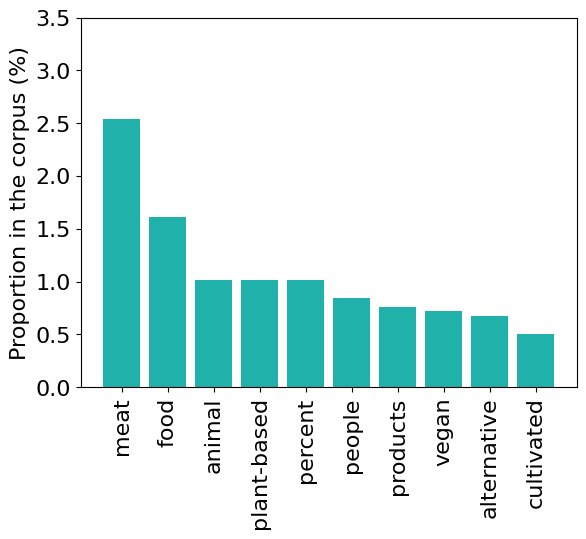 Proportion in the corpus (%)
3.5
3.0
2.5
2.0
1.5
1.0
0.5
0.0
meat
food
animal
plant-based
percent
people
products
vegan
alternative
cultivated